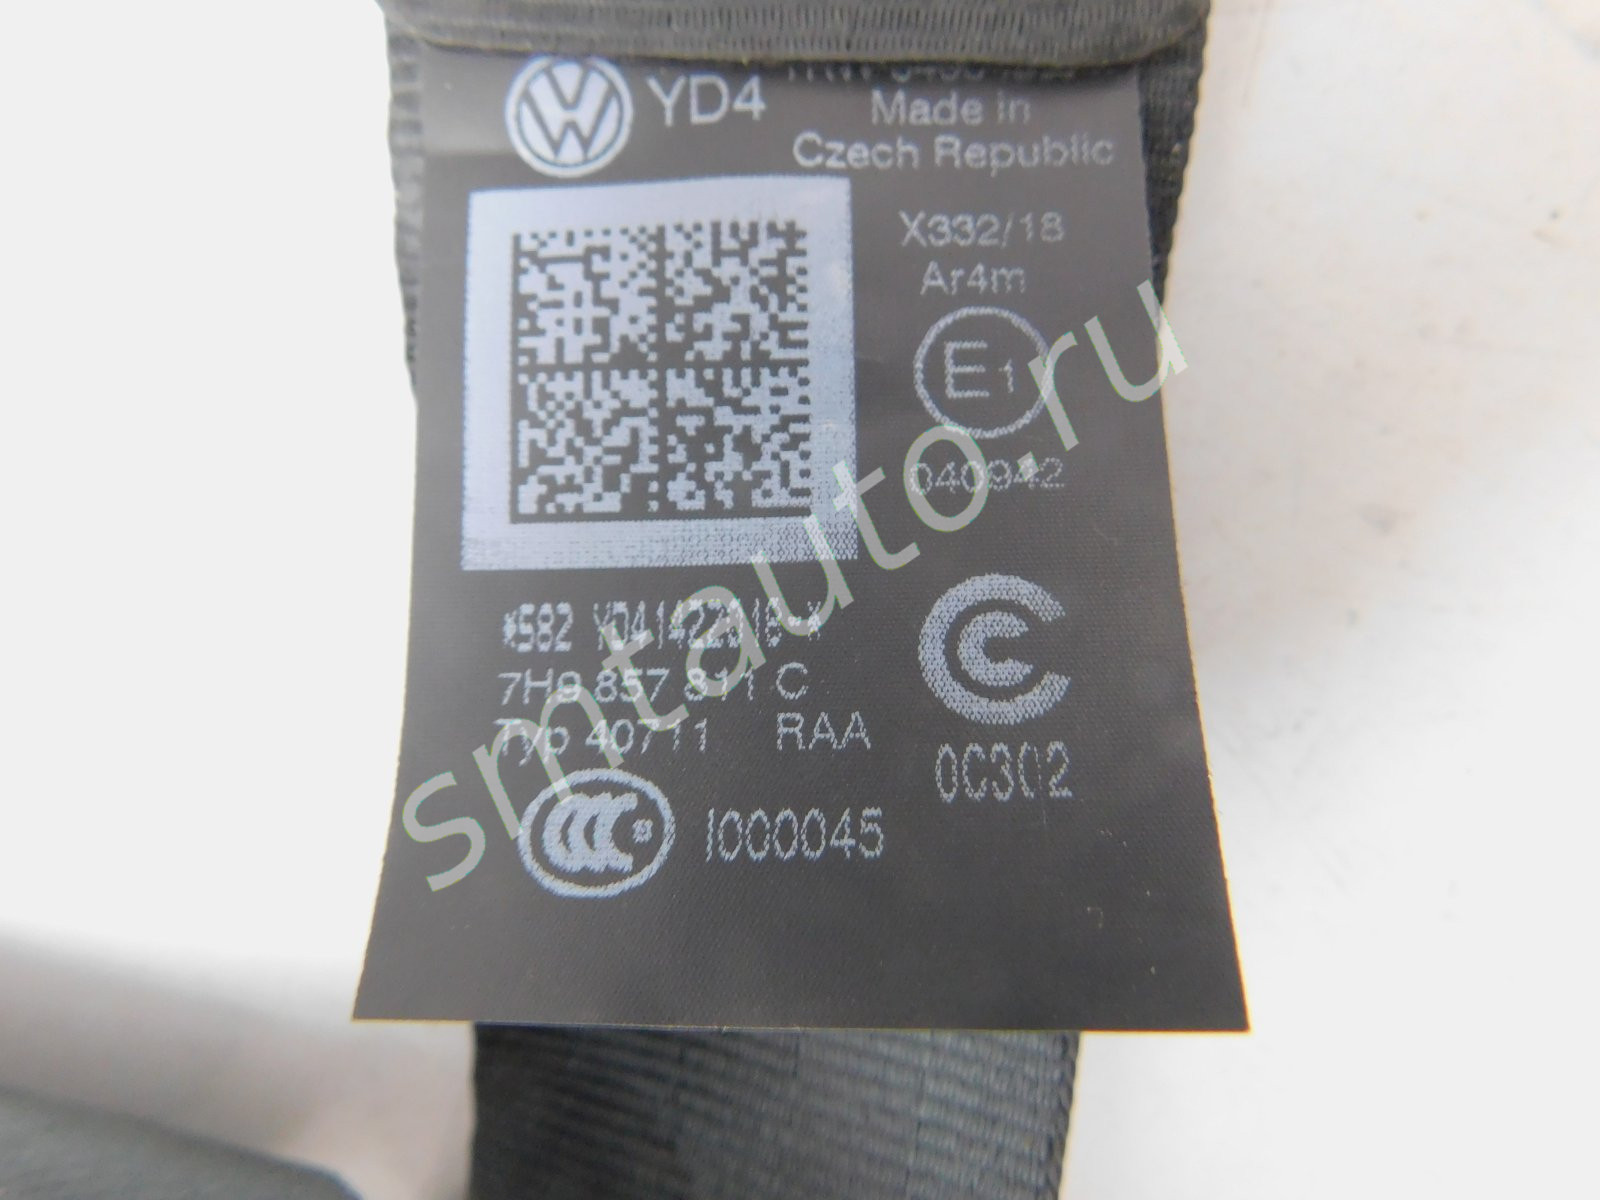 YD4
Made in
Czech Republic
X332/18
Ar4m
E1
040942
7H9 857 811 C
Typ 40711 RAA
0C302
I000045
smtauto.ru